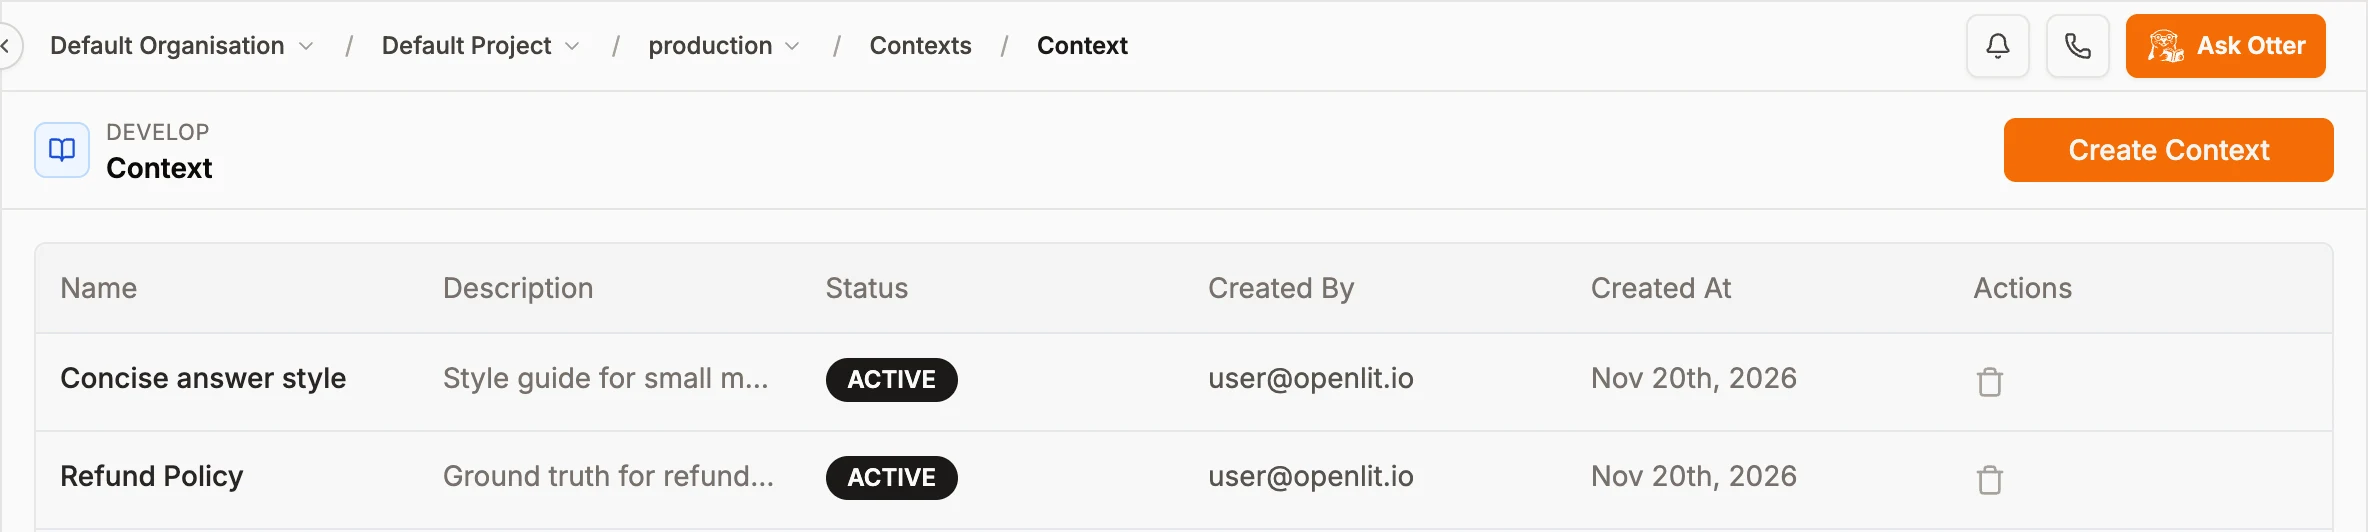 Default Organisation / Default Project / production / Contexts / Context
Ask Otter
DEVELOP
Context
Create Context
Name Description Status Created By Created At Actions
Concise answer style Style guide for small m... ACTIVE user@openlit.io Nov 20th, 2026
Refund Policy Ground truth for refund... ACTIVE user@openlit.io Nov 20th, 2026